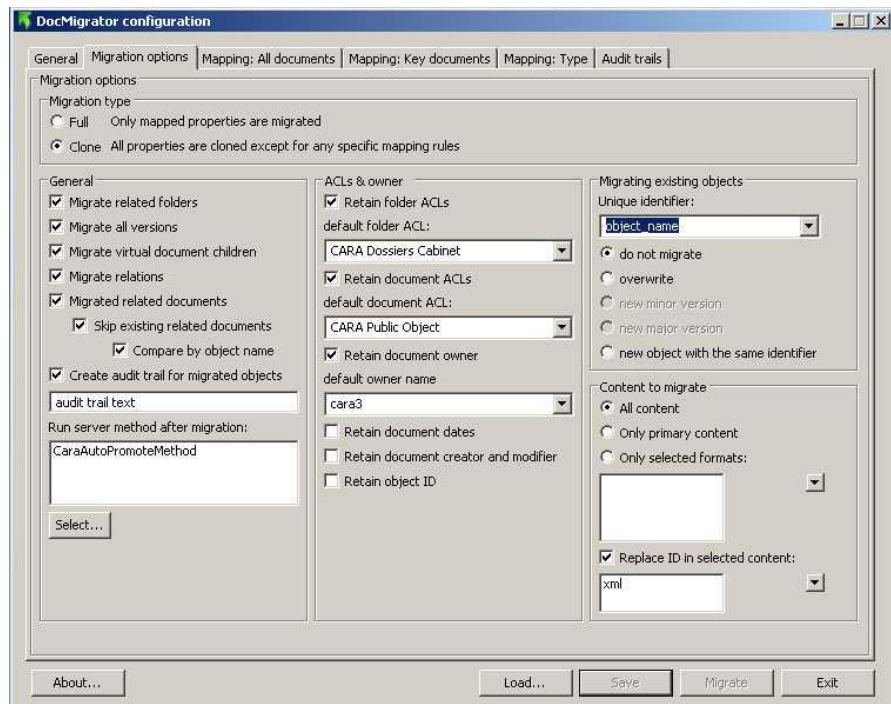 DocMigrator configuration
General
Migration options
Mapping: All documents
Mapping: Key documents
Mapping: Type
Audit trails
Migration options
Migration type
Full Only mapped properties are migrated
Clone All properties are cloned except for any specific mapping rules
General
Migrate related folders
Migrate all versions
Migrate virtual document children
Migrate relations
Migrated related documents
Skip existing related documents
Compare by object name
Create audit trail for migrated objects
audit trail text
Run server method after migration:
CaraAutoPromoteMethod
Select...
ACLs & owner
Retain folder ACLs
default folder ACL:
CARA Dossiers Cabinet
Retain document ACLs
default document ACL:
CARA Public Object
Retain document owner
default owner name
cara3
Retain document dates
Retain document creator and modifier
Retain object ID
Migrating existing objects
Unique identifier:
object_name
do not migrate
overwrite
new minor version
new major version
new object with the same identifier
Content to migrate
All content
Only primary content
Only selected formats:
Replace ID in selected content:
xml
About...
Load...
Save
Migrate
Exit